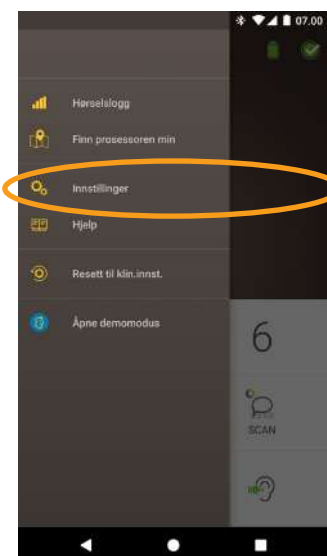 07.00
Hørselslogg
Finn prosessoren min
Innstillinger
Hjelp
Resett til klin.innst.
Åpne demomodus
6
SCAN